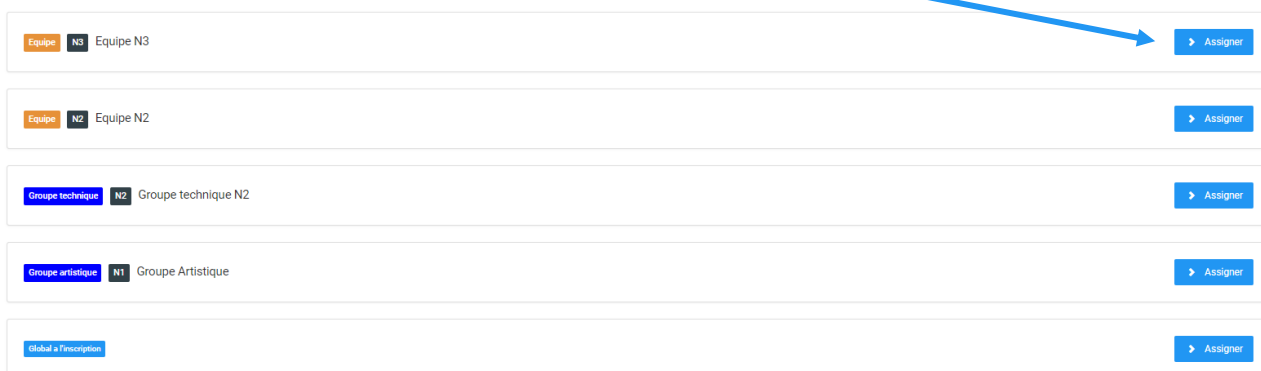 Equipe N3 Equipe N3 Assigner
Equipe N2 Equipe N2 Assigner
Groupe technique N2 Groupe technique N2 Assigner
Groupe artistique N1 Groupe Artistique Assigner
Global a l'inscription Assigner